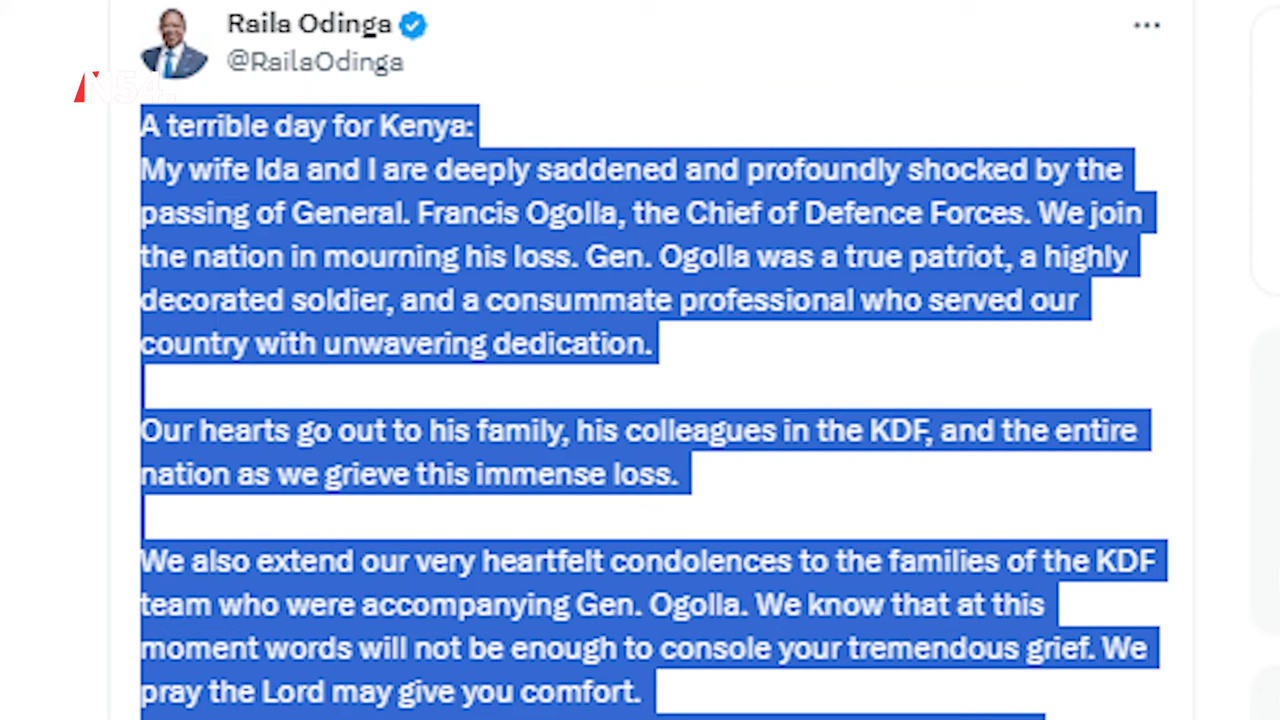 Raila Odinga
@RailaOdinga
N54.
A terrible day for Kenya:
My wife Ida and I are deeply saddened and profoundly shocked by the
passing of General. Francis Ogolla, the Chief of Defence Forces. We join
the nation in mourning his loss. Gen. Ogolla was a true patriot, a highly
decorated soldier, and a consummate professional who served our
country with unwavering dedication.
Our hearts go out to his family, his colleagues in the KDF, and the entire
nation as we grieve this immense loss.
We also extend our very heartfelt condolences to the families of the KDF
team who were accompanying Gen. Ogolla. We know that at this
moment words will not be enough to console your tremendous grief. We
pray the Lord may give you comfort.